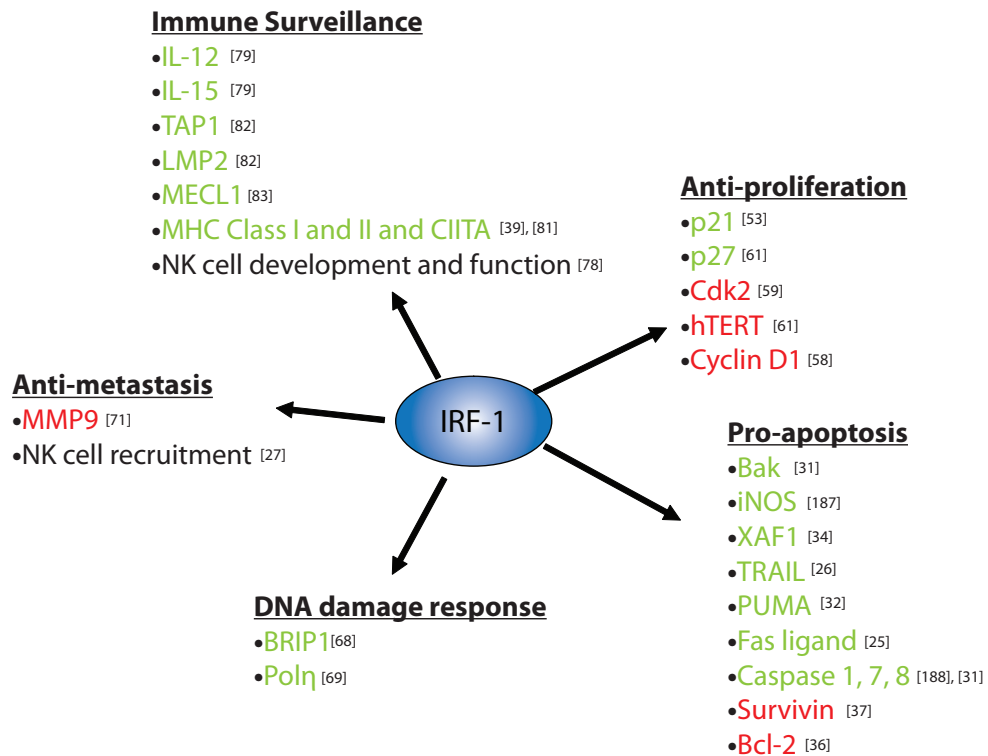 Immune Surveillance
•IL-12 [79]
•IL-15 [79]
•TAP1 [82]
•LMP2 [82]
•MECL1 [83]
•MHC Class I and II and CIITA [39], [81]
•NK cell development and function [78]
Anti-proliferation
•p21 [53]
•p27 [61]
•Cdk2 [59]
•hTERT [61]
•Cyclin D1 [58]
Anti-metastasis
•MMP9 [71]
•NK cell recruitment [27]
IRF-1
Pro-apoptosis
•Bak [31]
•iNOS [187]
•XAF1 [34]
•TRAIL [26]
•PUMA [32]
•Fas ligand [25]
•Caspase 1, 7, 8 [188], [31]
•Survivin [37]
•Bcl-2 [36]
DNA damage response
•BRIP1 [68]
•Polη [69]